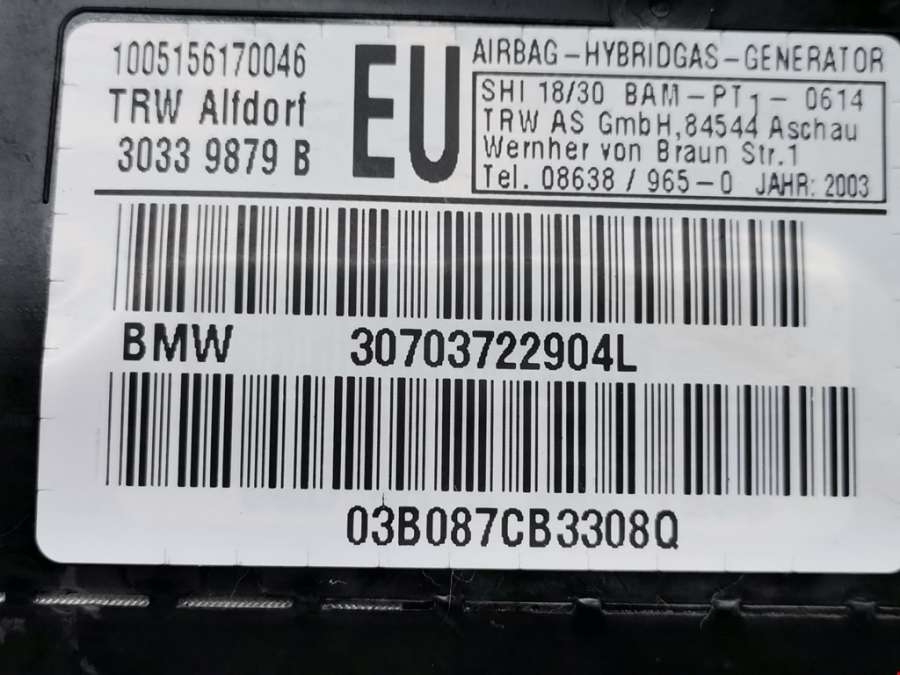 1005156170046
TRW Alfdorf
3033 9879 B
EU
AIRBAG-HYBRIDGAS-GENERATOR
SHI 18/30 BAM-PT1- 0614
TRW AS GmbH,84544 Aschau
Wernher von Braun Str.1
Tel. 08638 / 965-0 JAHR: 2003
BMW 30703722904L
03B087CB3308Q